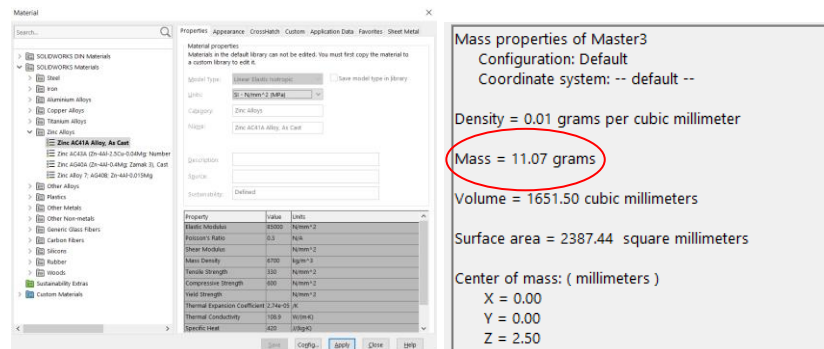 Material
Search...
SOLIDWORKS DIN Materials
SOLIDWORKS Materials
Steel
Iron
Aluminium Alloys
Copper Alloys
Titanium Alloys
Zinc Alloys
Zinc AC41A Alloy, As Cast
Zinc AC43A (Zn-4Al-2.5Cu-0.04Mg; Number
Zinc AG40A (Zn-4Al-0.4Mg; Zamak 3), Cast
Zinc Alloy 7; AG40B; Zn-4Al-0.015Mg
Other Alloys
Plastics
Other Metals
Other Non-metals
Generic Glass Fibers
Carbon Fibers
Silicons
Rubber
Woods
Sustainability Extras
Custom Materials
Properties Appearance CrossHatch Custom Application Data Favorites Sheet Metal
Material properties
Materials in the default library can not be edited. You must first copy the material to
a custom library to edit it.
Model Type: Linear Elastic Isotropic Save model type in library
Units: SI - N/mm^2 (MPa)
Category: Zinc Alloys
Name: Zinc AC41A Alloy, As Cast
Description:
Source:
Sustainability: Defined
Property Value Units
Elastic Modulus 85000 N/mm^2
Poisson's Ratio 0.3 N/A
Shear Modulus N/mm^2
Mass Density 6700 kg/m^3
Tensile Strength 330 N/mm^2
Compressive Strength 600 N/mm^2
Yield Strength N/mm^2
Thermal Expansion Coefficient 2.74e-05 /K
Thermal Conductivity 108.9 W/(m·K)
Specific Heat 420 J/(kg·K)
Save Config... Apply Close Help
Mass properties of Master3
Configuration: Default
Coordinate system: -- default --
Density = 0.01 grams per cubic millimeter
Mass = 11.07 grams
Volume = 1651.50 cubic millimeters
Surface area = 2387.44 square millimeters
Center of mass: ( millimeters )
X = 0.00
Y = 0.00
Z = 2.50